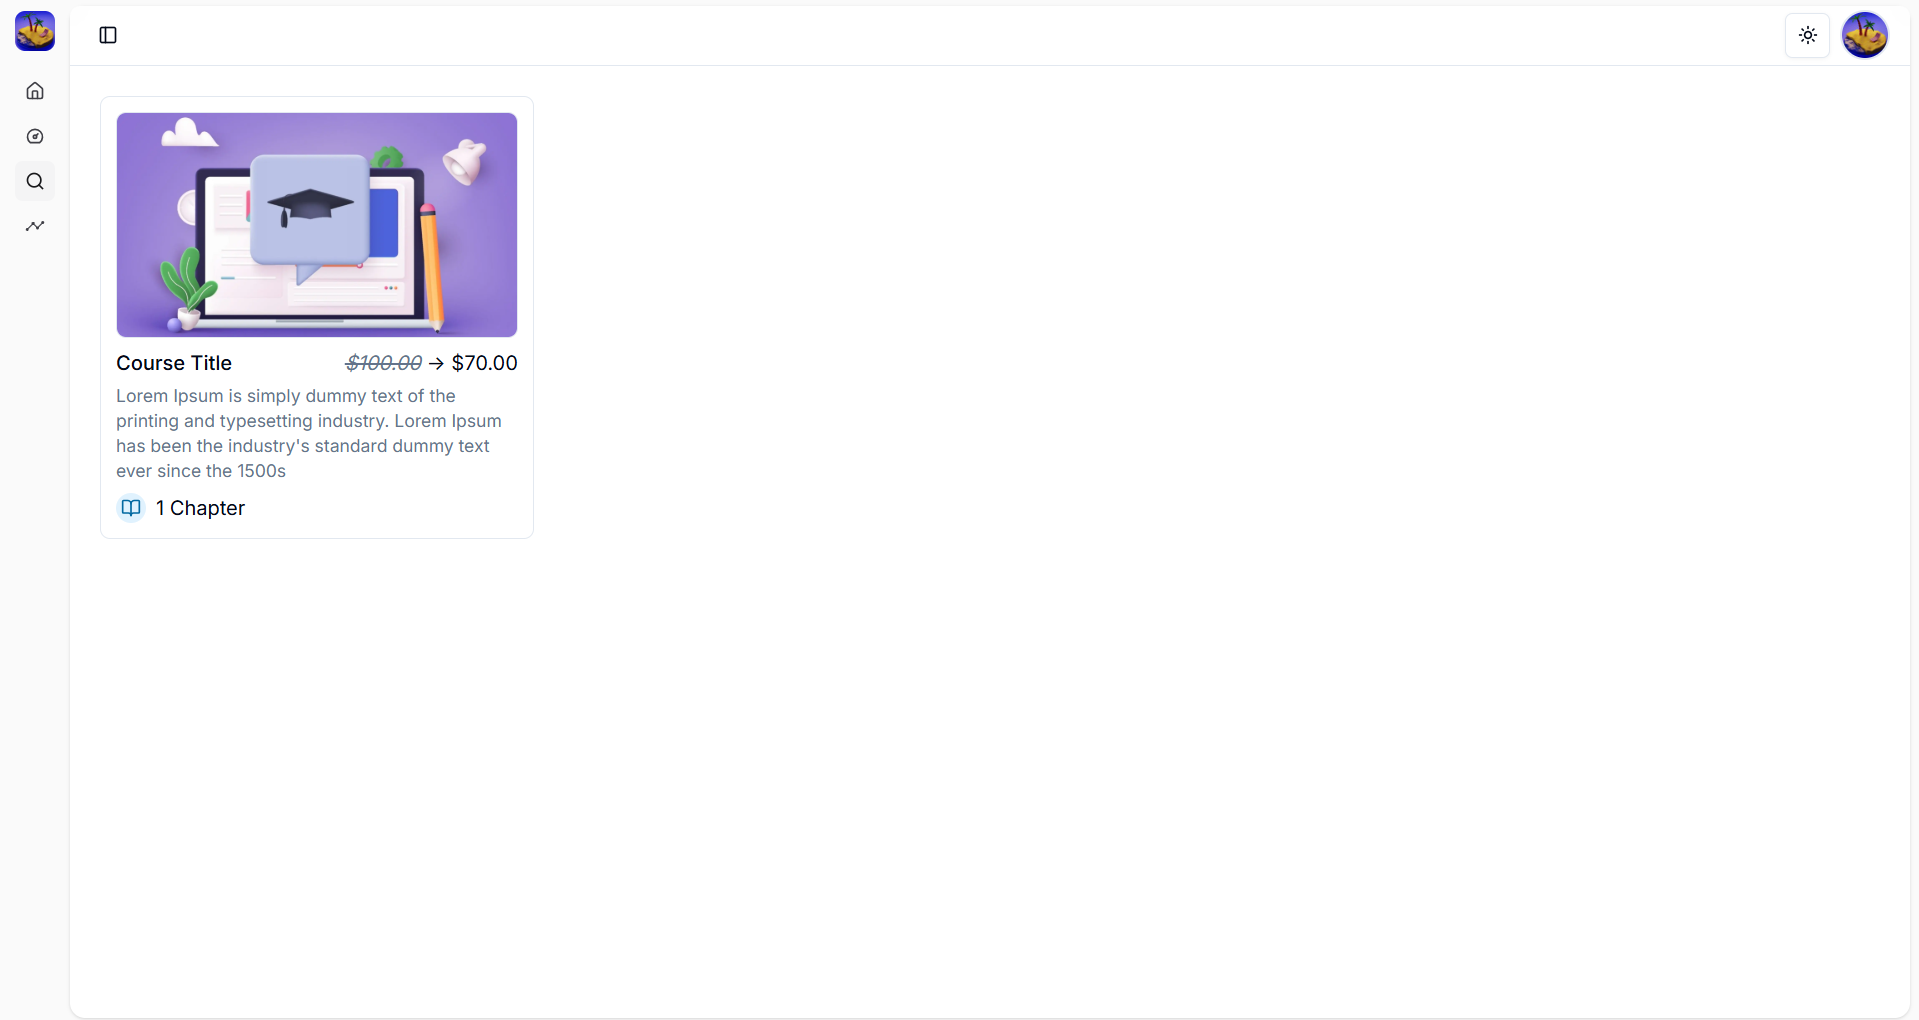 Course Title
$100.00 → $70.00
Lorem Ipsum is simply dummy text of the
printing and typesetting industry. Lorem Ipsum
has been the industry's standard dummy text
ever since the 1500s
1 Chapter